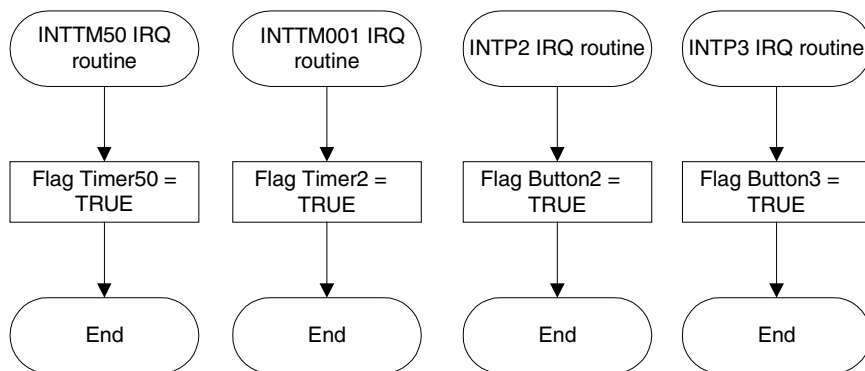 INTTM50 IRQ
routine
INTTM001 IRQ
routine
INTP2 IRQ routine
INTP3 IRQ routine
Flag Timer50 =
TRUE
Flag Timer2 =
TRUE
Flag Button2 =
TRUE
Flag Button3 =
TRUE
End
End
End
End